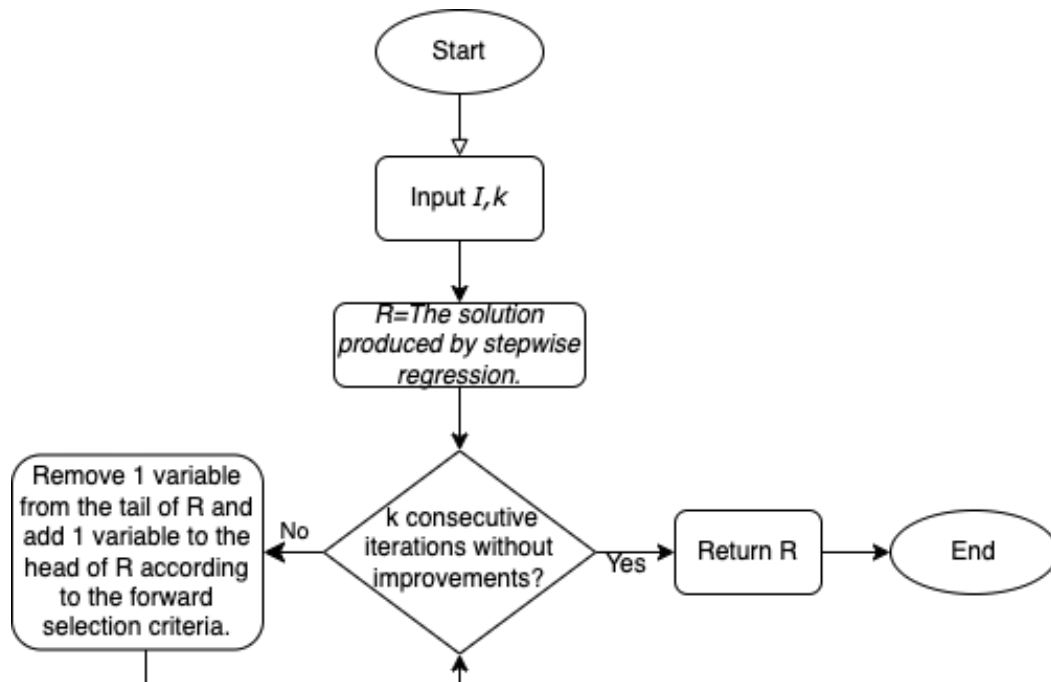 Start
Input I,k
R=The solution
produced by stepwise
regression.
k consecutive
iterations without
improvements?
No
Remove 1 variable
from the tail of R and
add 1 variable to the
head of R according
to the forward
selection criteria.
Yes
Return R
End